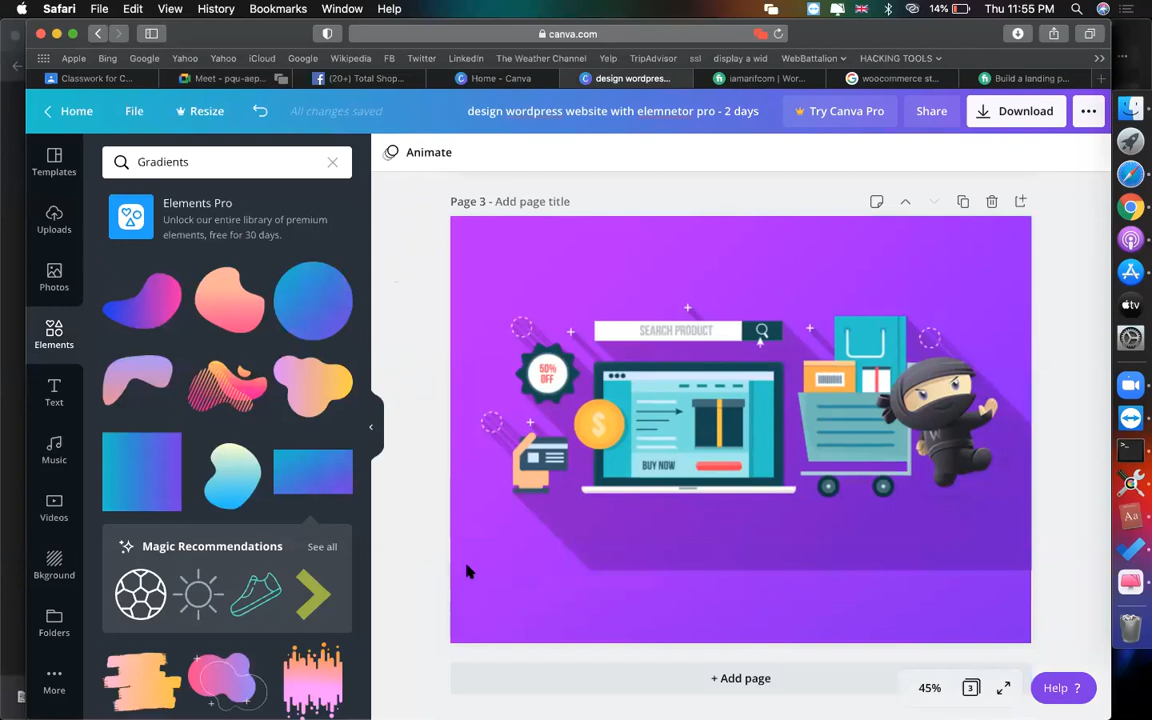 Safari File Edit View History Bookmarks Window Help 14% Thu 11:55 PM
canva.com
Apple Bing Google Yahoo Yahoo iCloud Google Wikipedia FB Twitter LinkedIn The Weather Channel Yelp TripAdvisor ssl display a wid WebBattalion HACKING TOOLS
Classwork for C... Meet - pqu-aep... (20+) Total Shop... Home - Canva design wordpres... iamarifcom | Wor... woocommerce st... Build a landing p...
Home File Resize All changes saved design wordpress website with elemnetor pro - 2 days Try Canva Pro Share Download
Templates
Uploads
Photos
Elements
Text
Music
Videos
Bkground
Folders
More
Gradients
Elements Pro
Unlock our entire library of premium
elements, free for 30 days.
Magic Recommendations See all
Animate
Page 3 - Add page title
SEARCH PRODUCT
50%
OFF
$
BUY NOW
W
+ Add page
45% 3 Help ?